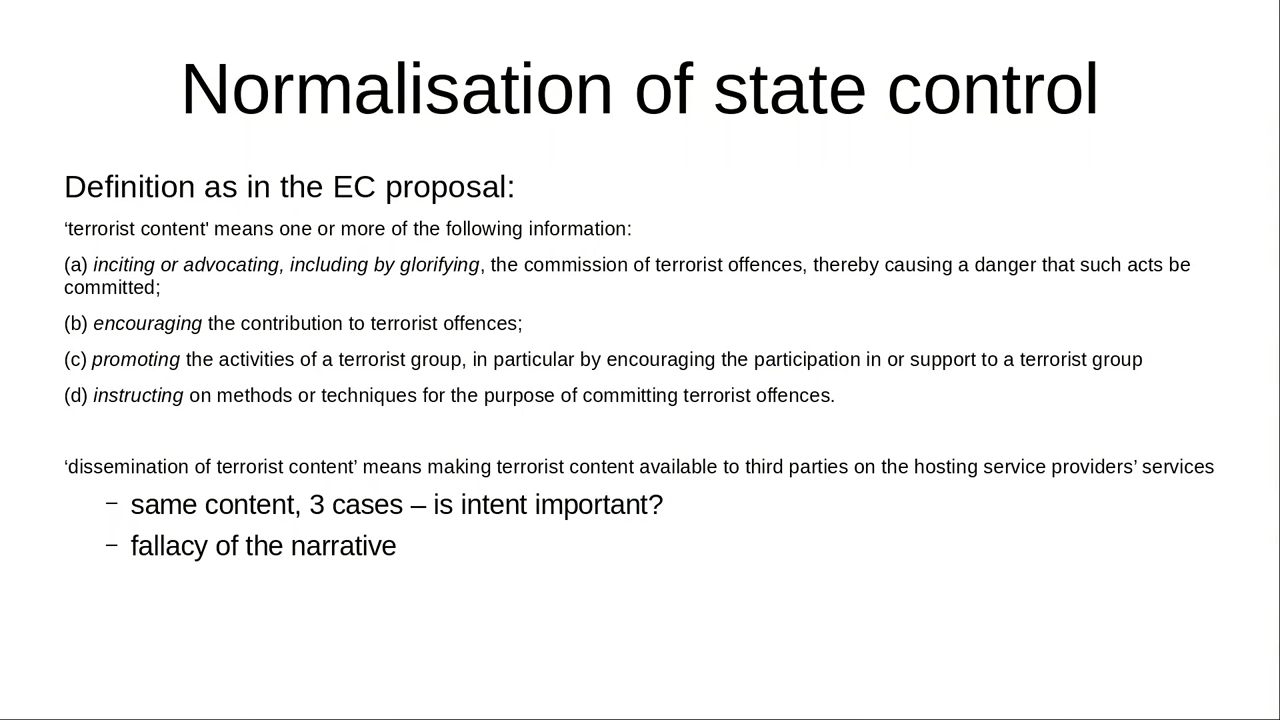 Normalisation of state control
Definition as in the EC proposal:
‘terrorist content' means one or more of the following information:
(a) inciting or advocating, including by glorifying, the commission of terrorist offences, thereby causing a danger that such acts be
committed;
(b) encouraging the contribution to terrorist offences;
(c) promoting the activities of a terrorist group, in particular by encouraging the participation in or support to a terrorist group
(d) instructing on methods or techniques for the purpose of committing terrorist offences.
‘dissemination of terrorist content’ means making terrorist content available to third parties on the hosting service providers’ services
– same content, 3 cases – is intent important?
– fallacy of the narrative